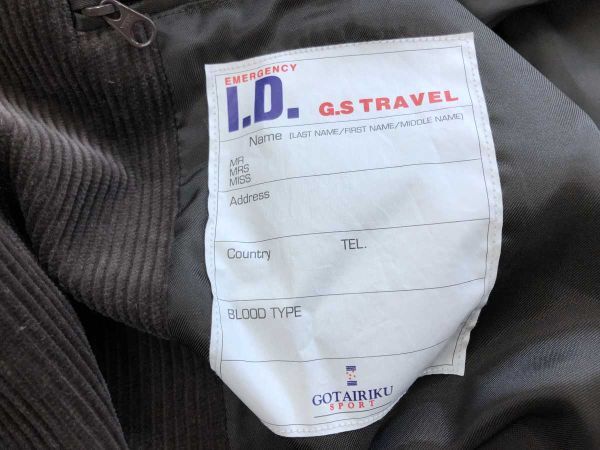 EMERGENCY
I.D. G.S TRAVEL
Name (LAST NAME/FIRST NAME/MIDDLE NAME)
MR
MRS
MISS
Address
Country TEL.
BLOOD TYPE
GOTAIRIKU
SPORT